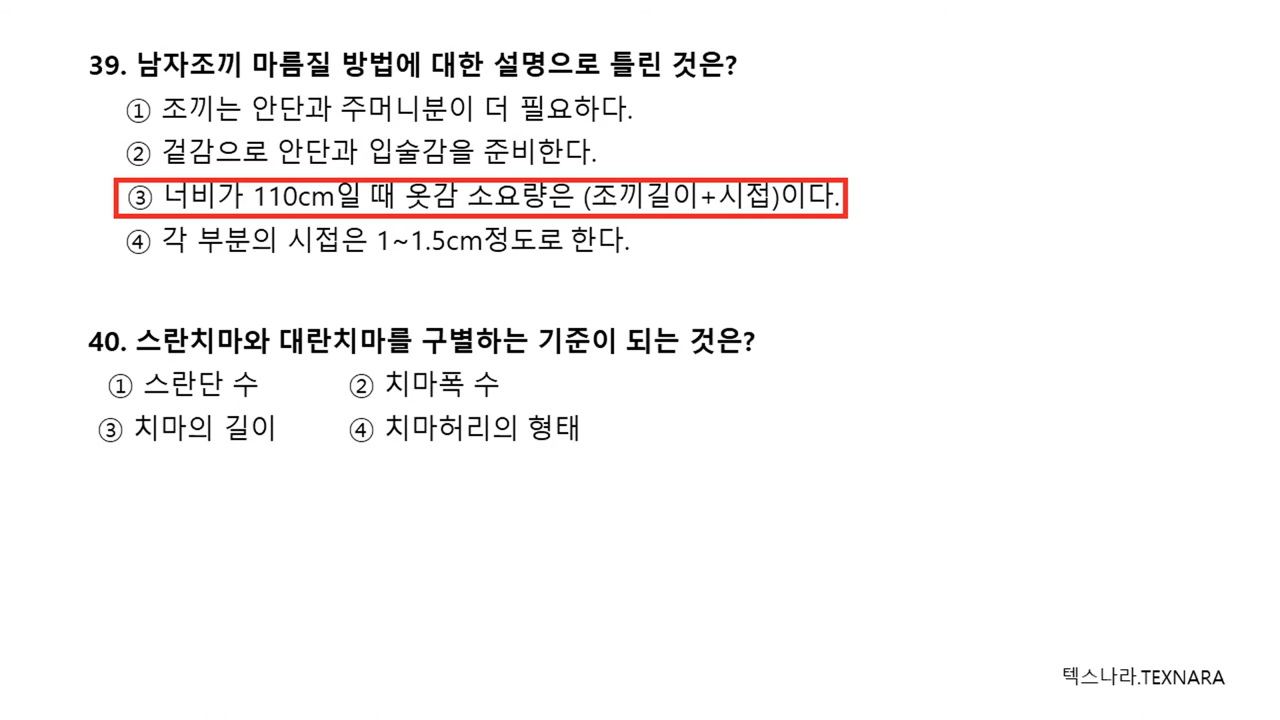 39. 남자조끼 마름질 방법에 대한 설명으로 틀린 것은?
① 조끼는 안단과 주머니분이 더 필요하다.
② 겉감으로 안단과 입술감을 준비한다.
③ 너비가 110cm일 때 옷감 소요량은 (조끼길이+시접)이다.
④ 각 부분의 시접은 1~1.5cm정도로 한다.
40. 스란치마와 대란치마를 구별하는 기준이 되는 것은?
① 스란단 수 ② 치마폭 수
③ 치마의 길이 ④ 치마허리의 형태
텍스나라.TEXNARA